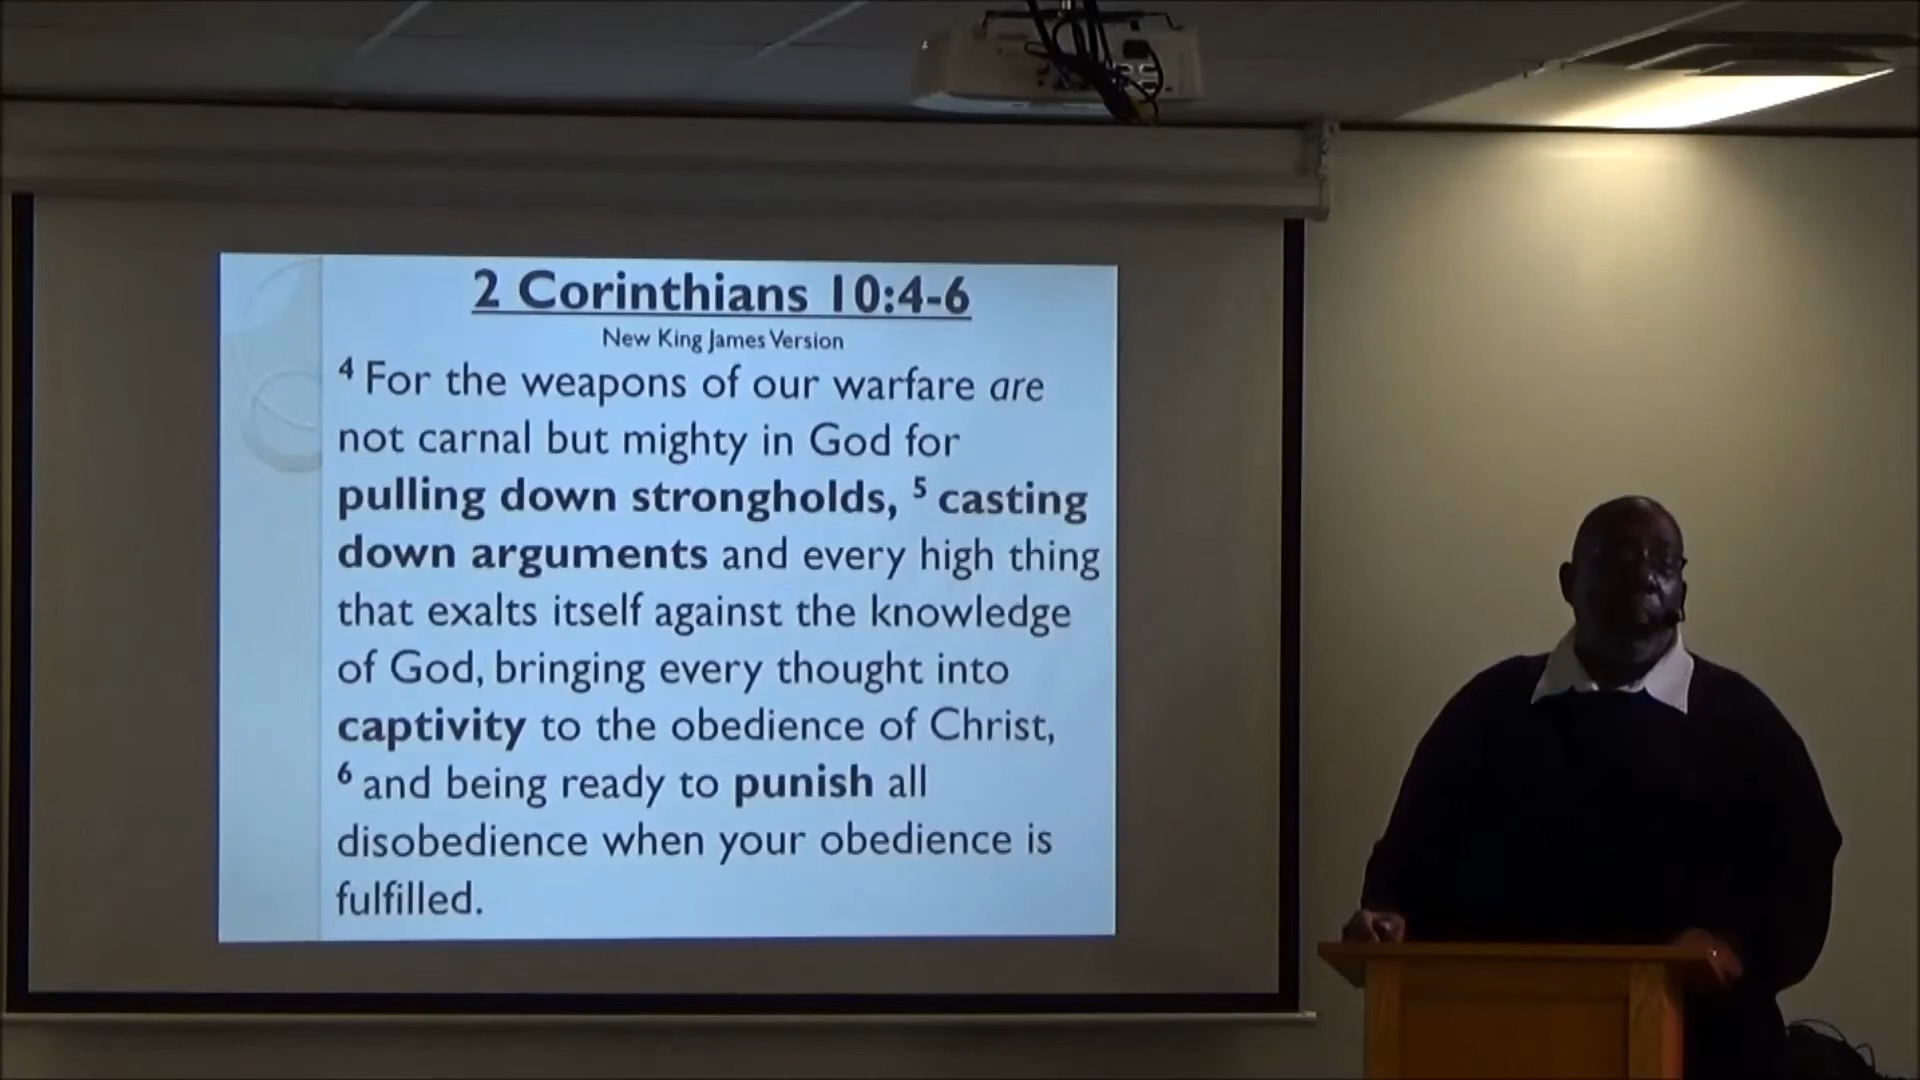 2 Corinthians 10:4-6
New King James Version
4 For the weapons of our warfare are
not carnal but mighty in God for
pulling down strongholds, 5 casting
down arguments and every high thing
that exalts itself against the knowledge
of God, bringing every thought into
captivity to the obedience of Christ,
6 and being ready to punish all
disobedience when your obedience is
fulfilled.